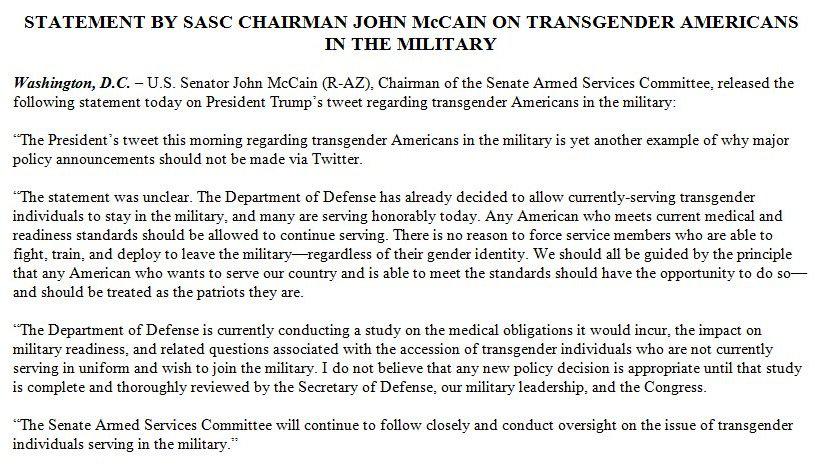 STATEMENT BY SASC CHAIRMAN JOHN McCAIN ON TRANSGENDER AMERICANS
IN THE MILITARY
Washington, D.C. – U.S. Senator John McCain (R-AZ), Chairman of the Senate Armed Services Committee, released the
following statement today on President Trump's tweet regarding transgender Americans in the military:
"The President's tweet this morning regarding transgender Americans in the military is yet another example of why major
policy announcements should not be made via Twitter.
"The statement was unclear. The Department of Defense has already decided to allow currently-serving transgender
individuals to stay in the military, and many are serving honorably today. Any American who meets current medical and
readiness standards should be allowed to continue serving. There is no reason to force service members who are able to
fight, train, and deploy to leave the military—regardless of their gender identity. We should all be guided by the principle
that any American who wants to serve our country and is able to meet the standards should have the opportunity to do so—
and should be treated as the patriots they are.
"The Department of Defense is currently conducting a study on the medical obligations it would incur, the impact on
military readiness, and related questions associated with the accession of transgender individuals who are not currently
serving in uniform and wish to join the military. I do not believe that any new policy decision is appropriate until that study
is complete and thoroughly reviewed by the Secretary of Defense, our military leadership, and the Congress.
"The Senate Armed Services Committee will continue to follow closely and conduct oversight on the issue of transgender
individuals serving in the military."